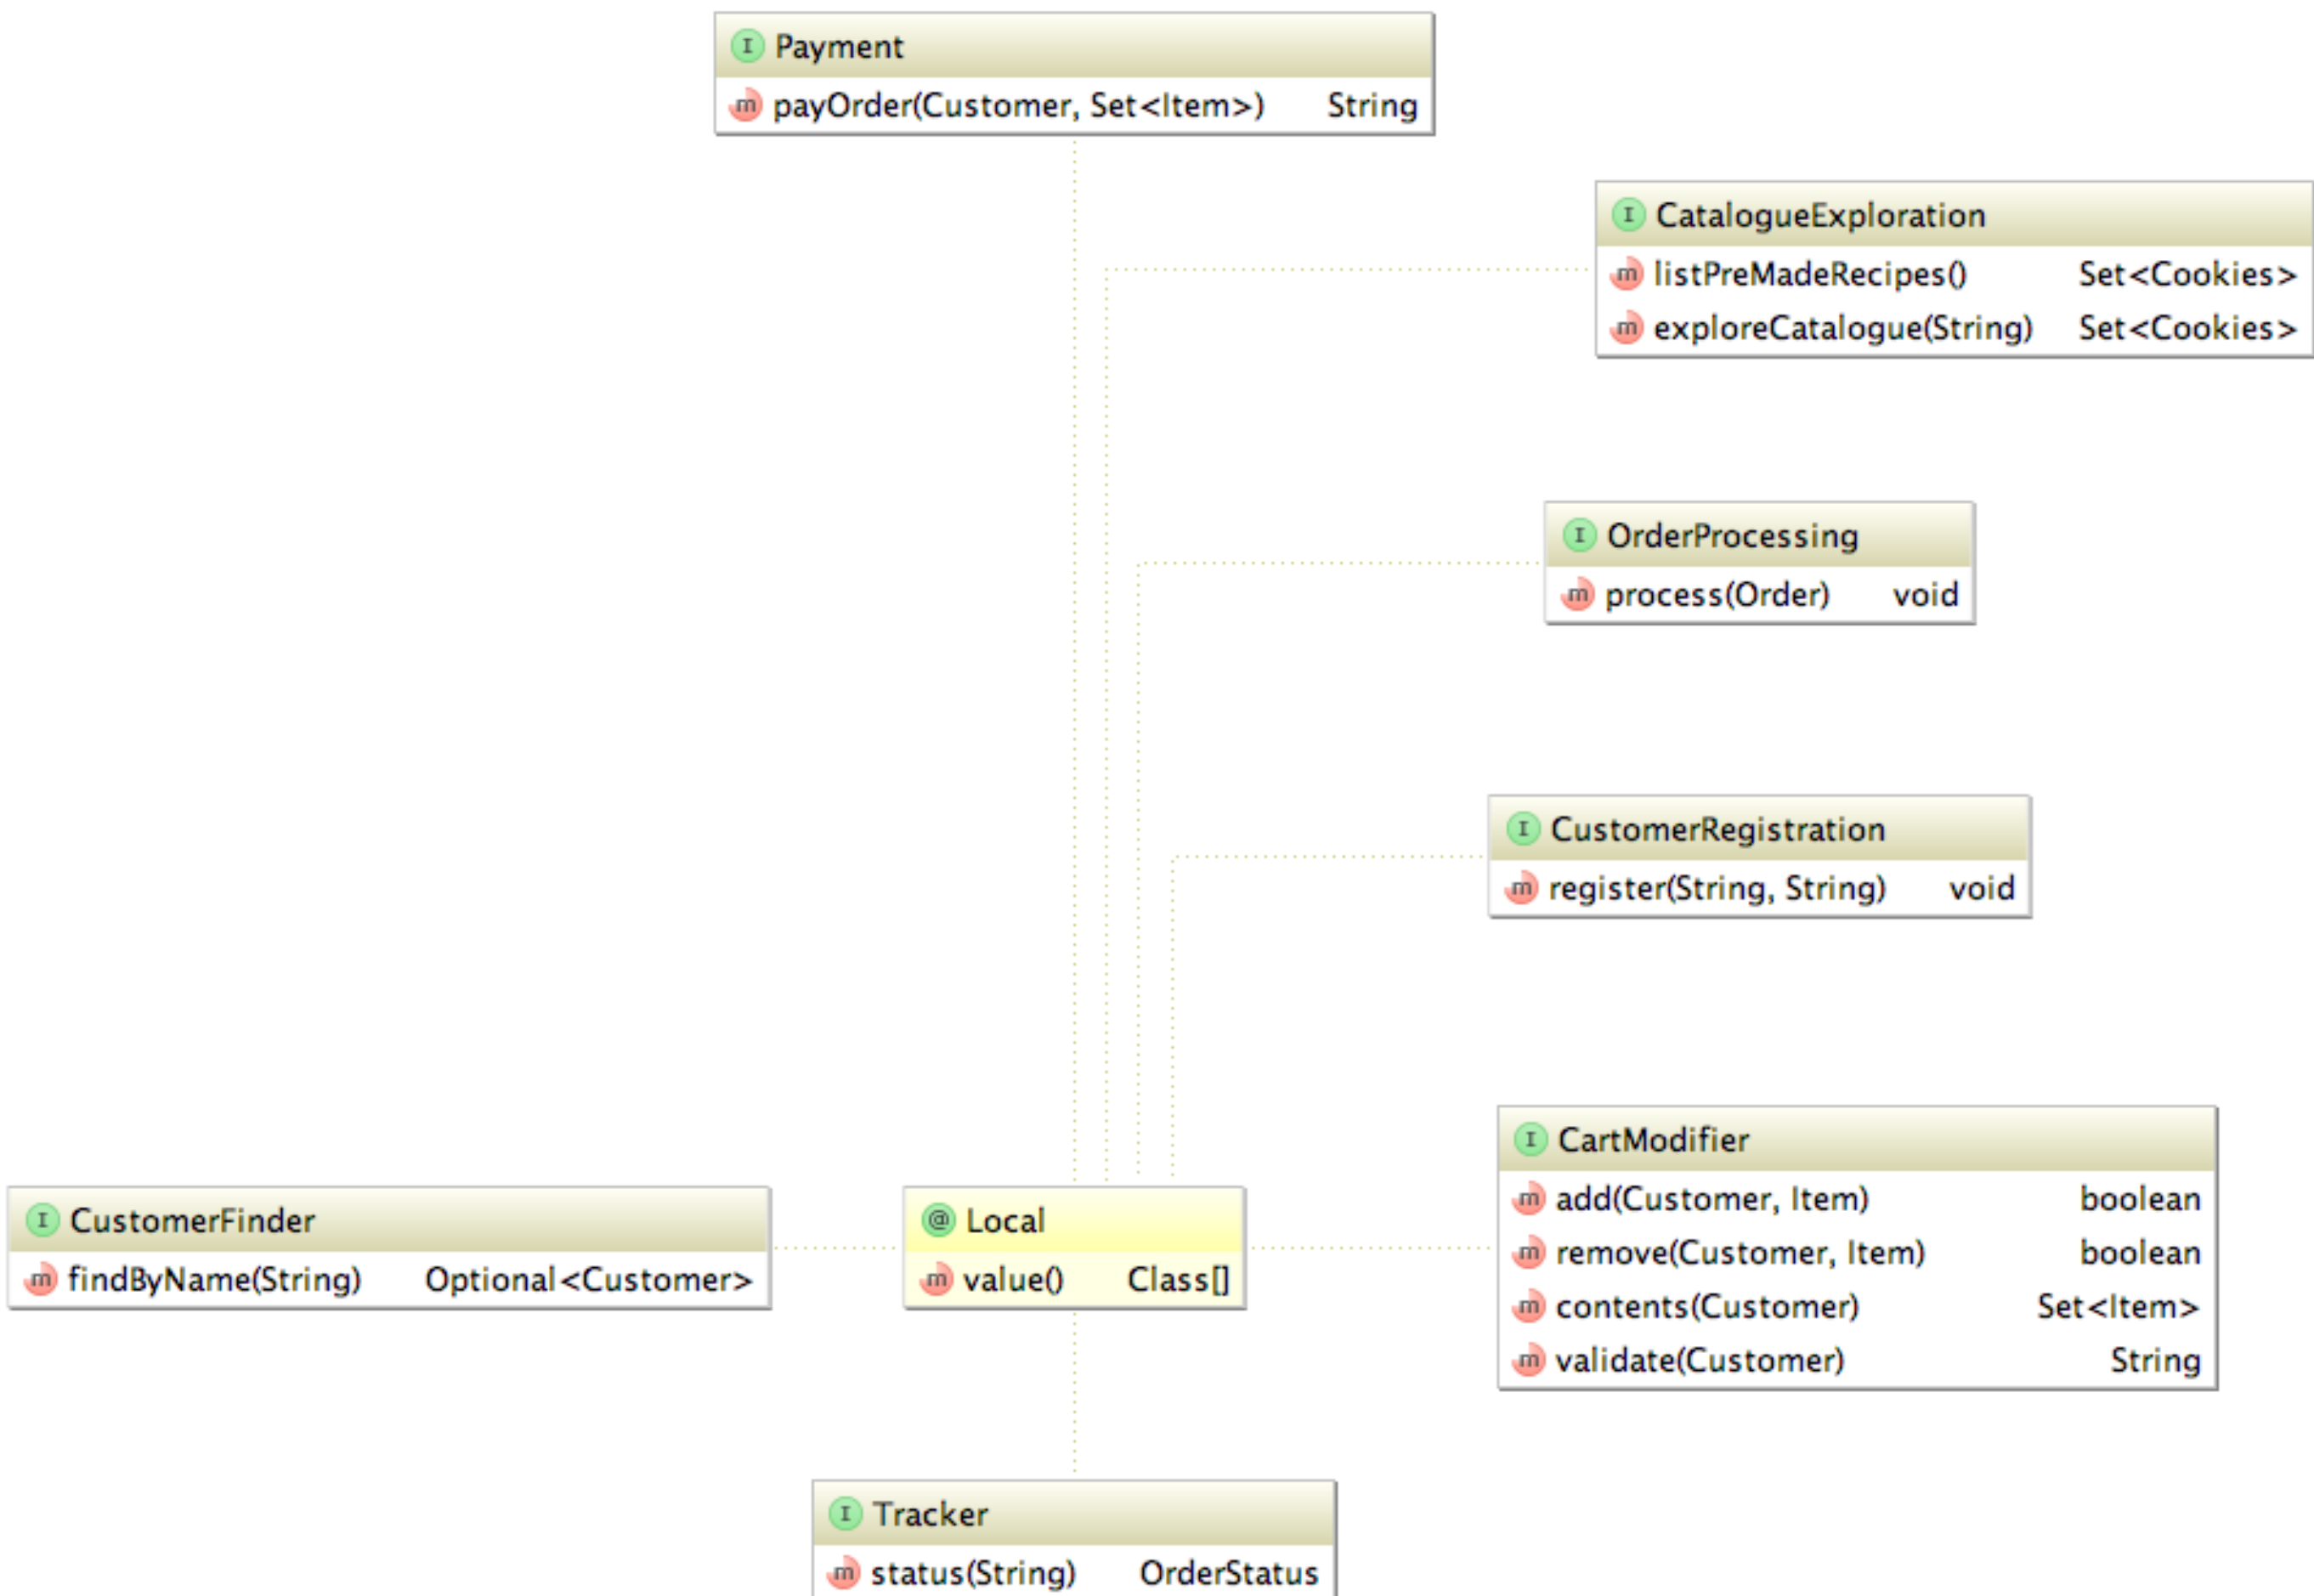 I Payment
m payOrder(Customer, Set<Item>) String
I CatalogueExploration
m listPreMadeRecipes() Set<Cookies>
m exploreCatalogue(String) Set<Cookies>
I OrderProcessing
m process(Order) void
I CustomerRegistration
m register(String, String) void
I CartModifier
m add(Customer, Item) boolean
m remove(Customer, Item) boolean
m contents(Customer) Set<Item>
m validate(Customer) String
I CustomerFinder
m findByName(String) Optional<Customer>
@ Local
m value() Class[]
I Tracker
m status(String) OrderStatus